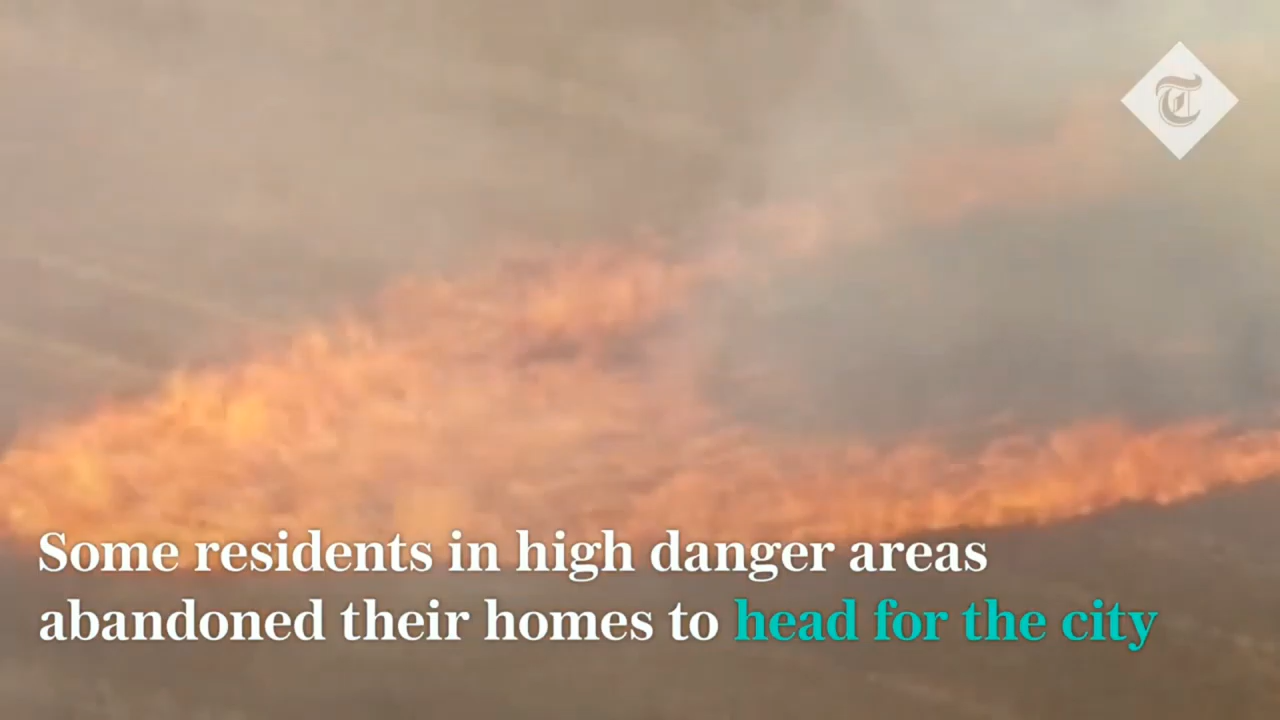 T
Some residents in high danger areas
abandoned their homes to head for the city